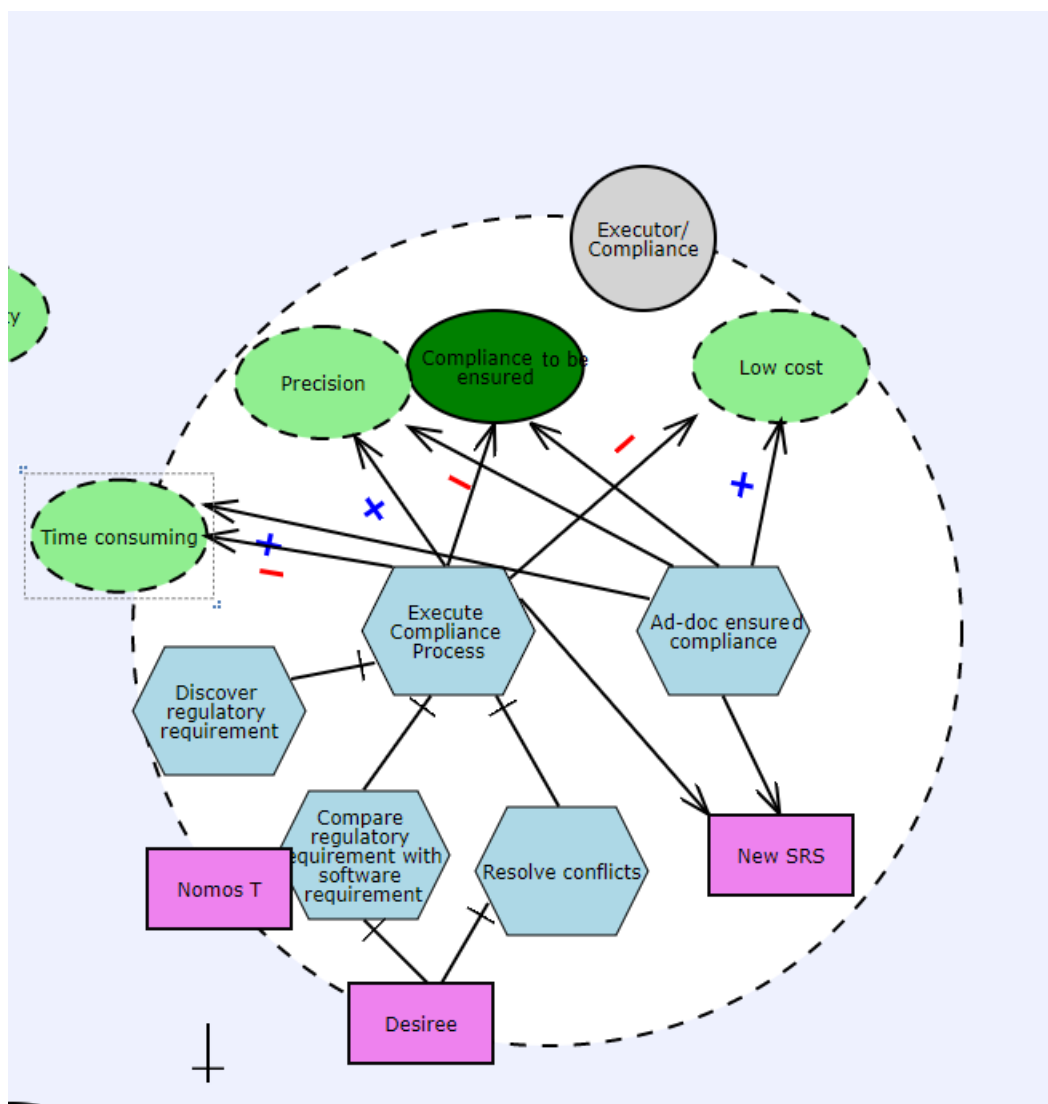 Executor/
Compliance
ty
Compliance to be
ensured
Low cost
Precision
+
Time consuming
+
+
Execute
Compliance
Process
Ad-doc ensured
compliance
Discover
regulatory
requirement
Compare
regulatory
equirement with
software
requirement
Resolve conflicts
New SRS
Nomos T
Desiree